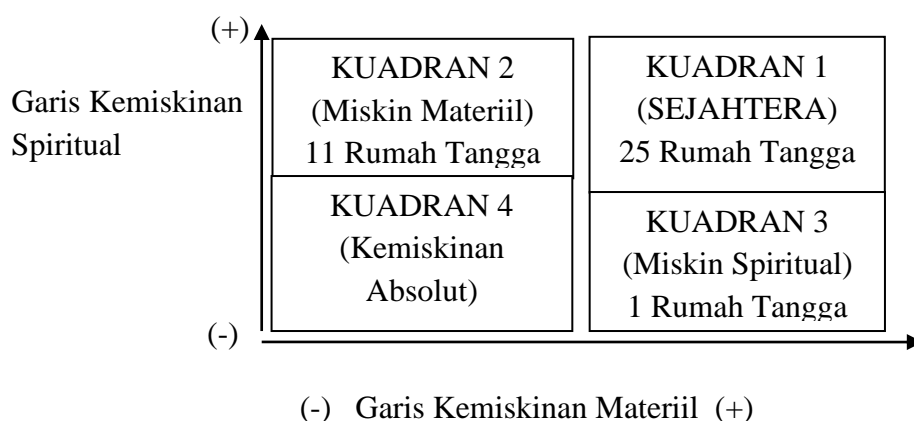 (+)
Garis Kemiskinan
Spiritual
KUADRAN 2
(Miskin Materiil)
11 Rumah Tangga
KUADRAN 1
(SEJAHTERA)
25 Rumah Tangga
KUADRAN 4
(Kemiskinan
Absolut)
KUADRAN 3
(Miskin Spiritual)
1 Rumah Tangga
(-)
(-) Garis Kemiskinan Materiil (+)